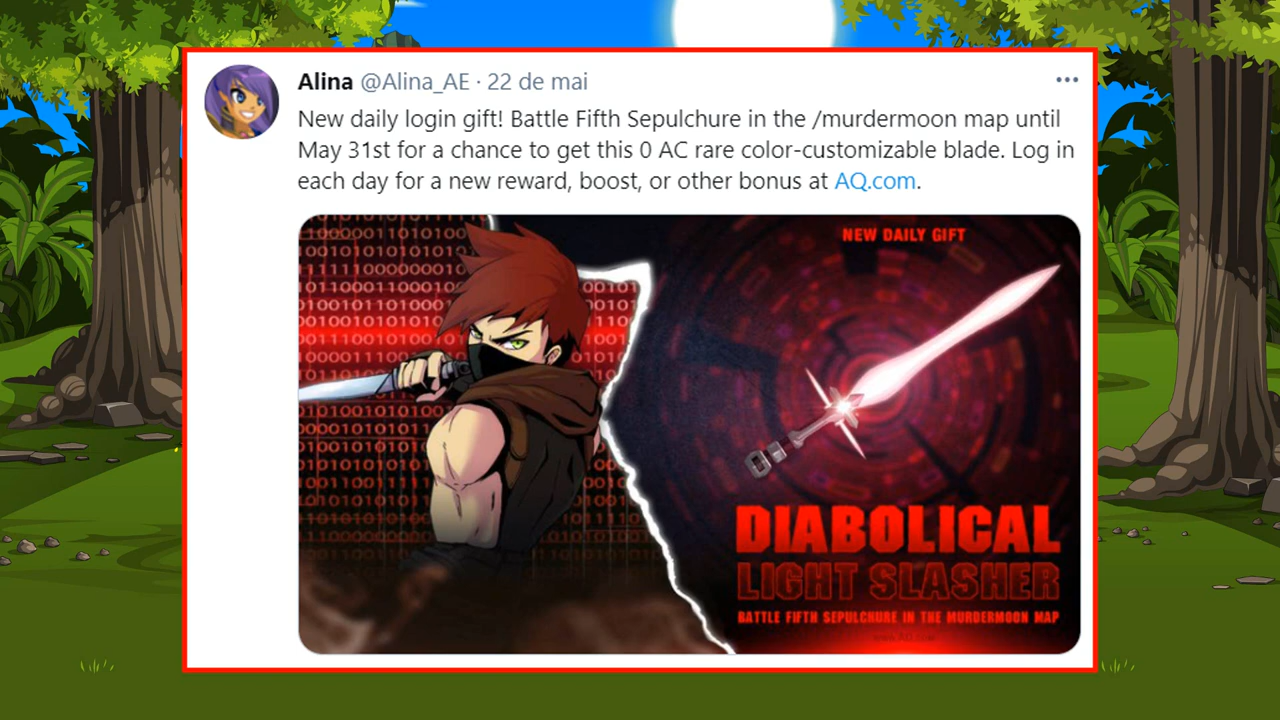 Alina @Alina_AE · 22 de mai
New daily login gift! Battle Fifth Sepulchure in the /murdermoon map until
May 31st for a chance to get this 0 AC rare color-customizable blade. Log in
each day for a new reward, boost, or other bonus at AQ.com.
NEW DAILY GIFT
DIABOLICAL
LIGHT SLASHER
BATTLE FIFTH SEPULCHURE IN THE MURDERMOON MAP
www.AQ.com